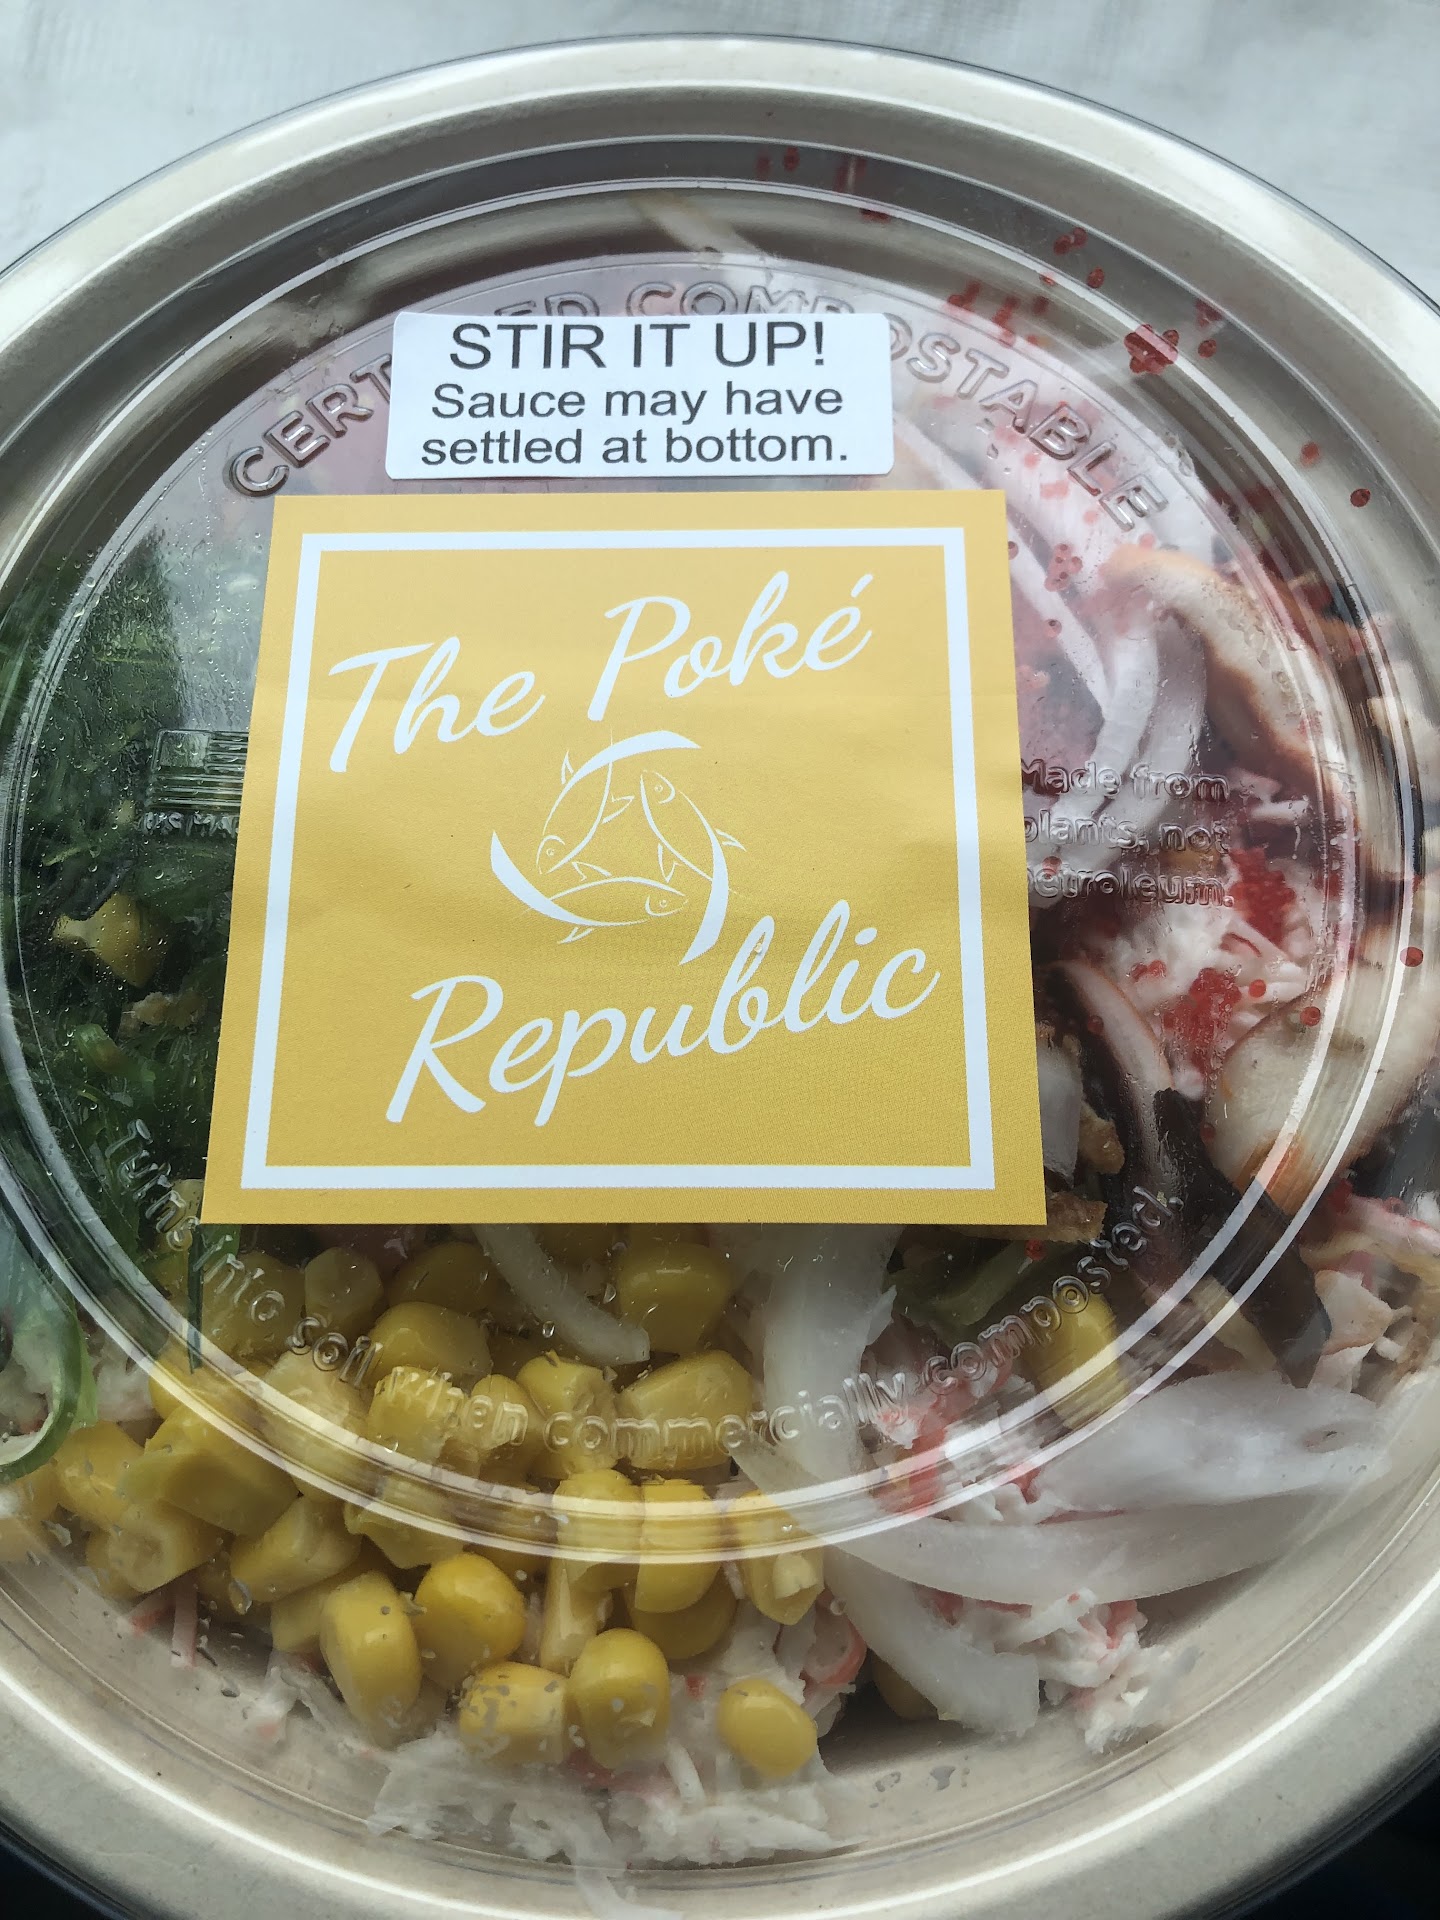 CERTIFIED COMPOSTABLE
STIR IT UP!
Sauce may have
settled at bottom.
The Poké
Republic
Made from
plants, not
petroleum.
Turns into soil when commercially composted.